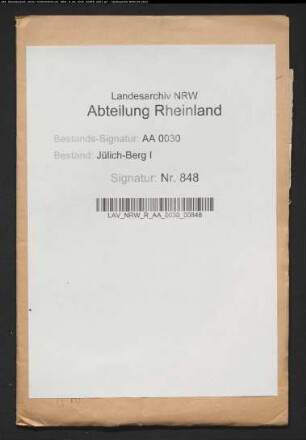 Landesarchiv NRW
Abteilung Rheinland
Bestands-Signatur: AA 0030
Bestand: Jülich-Berg I
Signatur: Nr. 848
LAV_NRW_R_AA_0030_00848